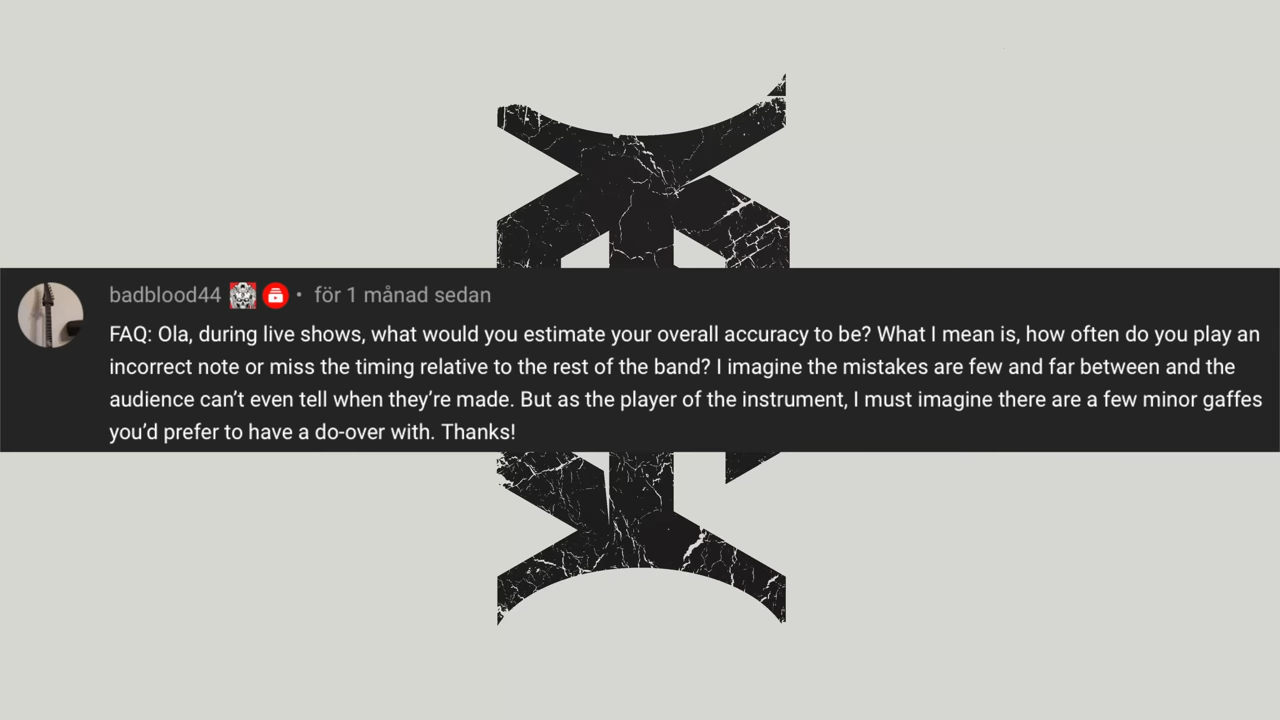 badblood44 • för 1 månad sedan
FAQ: Ola, during live shows, what would you estimate your overall accuracy to be? What I mean is, how often do you play an
incorrect note or miss the timing relative to the rest of the band? I imagine the mistakes are few and far between and the
audience can’t even tell when they’re made. But as the player of the instrument, I must imagine there are a few minor gaffes
you’d prefer to have a do-over with. Thanks!